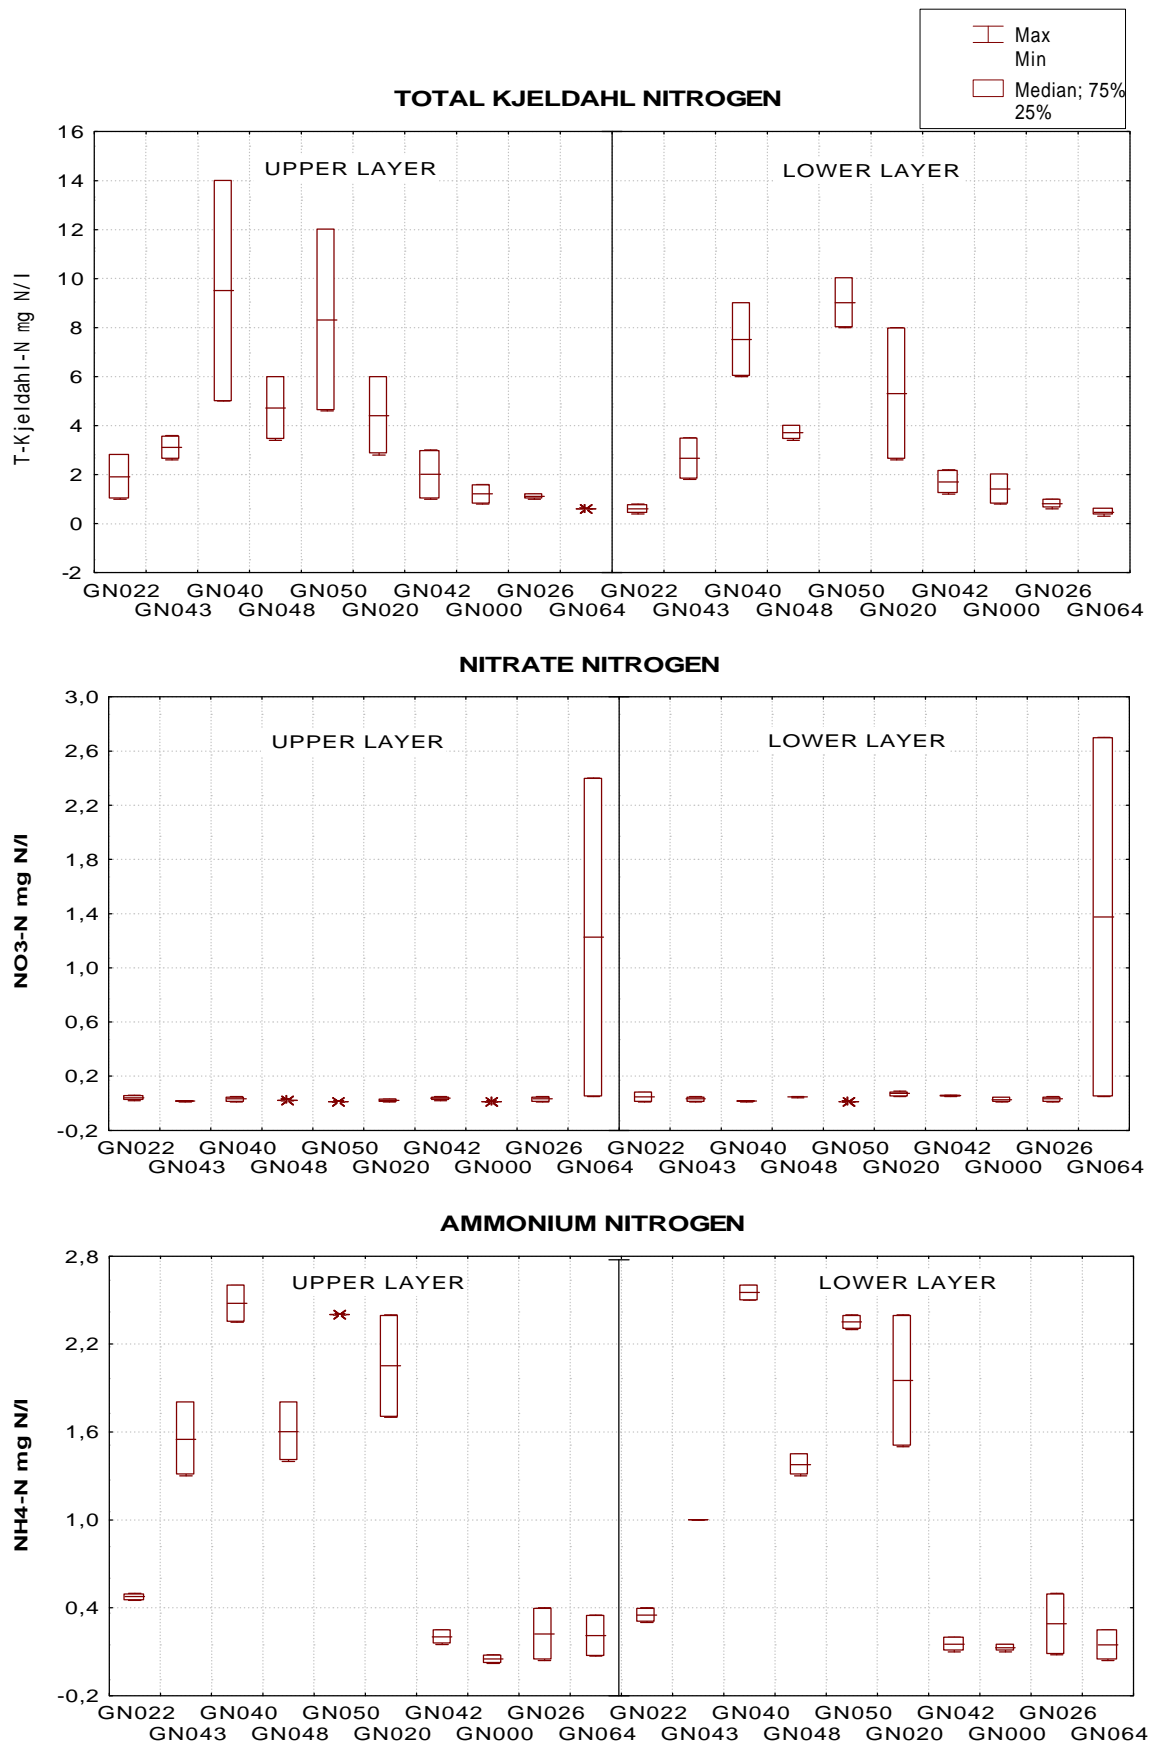 Max
Min
Median; 75%
25%
TOTAL KJELDAHL NITROGEN
UPPER LAYER
LOWER LAYER
T-Kjeldahl-N mg N/l
16
14
12
10
8
6
4
2
0
-2
GN022 GN040 GN050 GN042 GN026 GN022 GN040 GN050 GN042 GN026
GN043 GN048 GN020 GN000 GN064 GN043 GN048 GN020 GN000 GN064
NITRATE NITROGEN
UPPER LAYER
LOWER LAYER
NO3-N mg N/l
3,0
2,6
2,2
1,8
1,4
1,0
0,6
0,2
-0,2
GN022 GN040 GN050 GN042 GN026 GN022 GN040 GN050 GN042 GN026
GN043 GN048 GN020 GN000 GN064 GN043 GN048 GN020 GN000 GN064
AMMONIUM NITROGEN
UPPER LAYER
LOWER LAYER
NH4-N mg N/l
2,8
2,2
1,6
1,0
0,4
-0,2
GN022 GN040 GN050 GN042 GN026 GN022 GN040 GN050 GN042 GN026
GN043 GN048 GN020 GN000 GN064 GN043 GN048 GN020 GN000 GN064